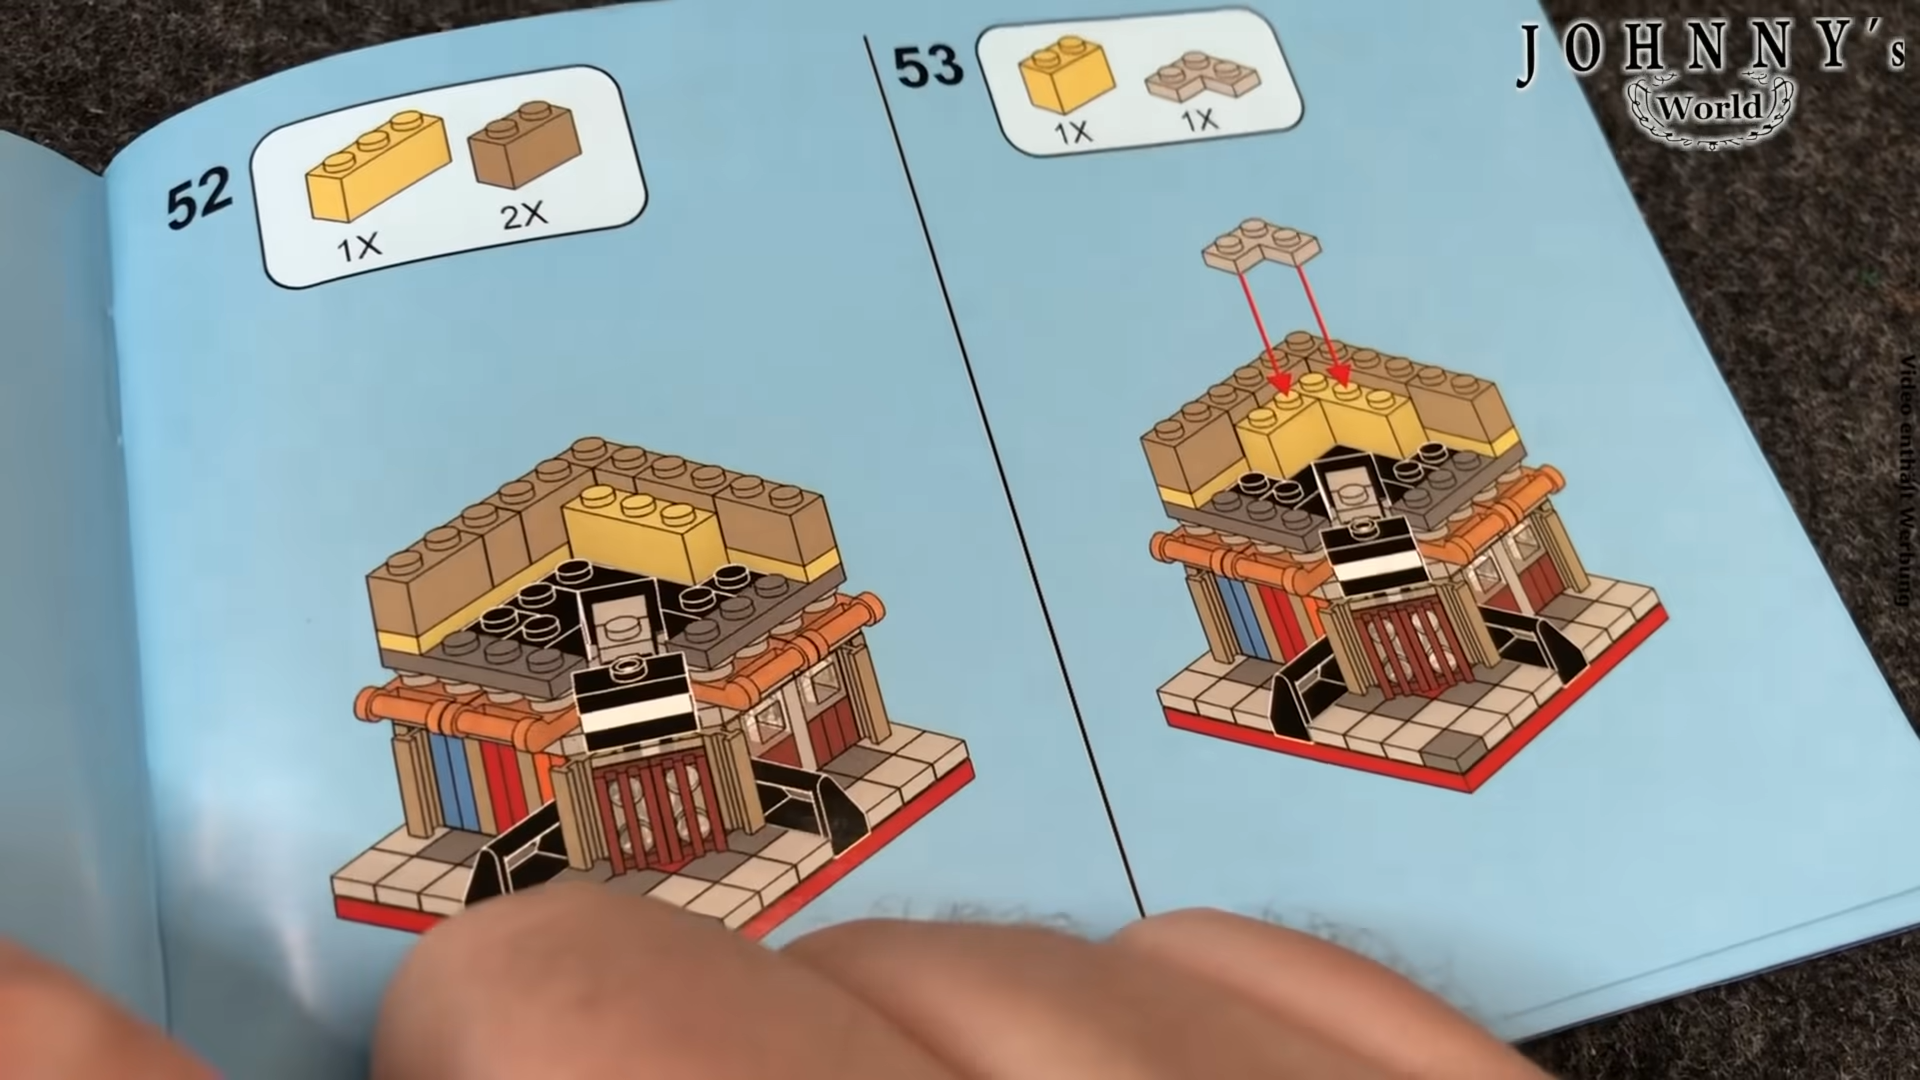 52
1X
2X
53
1X
1X
JOHNNY's
World
Video enthält Werbung